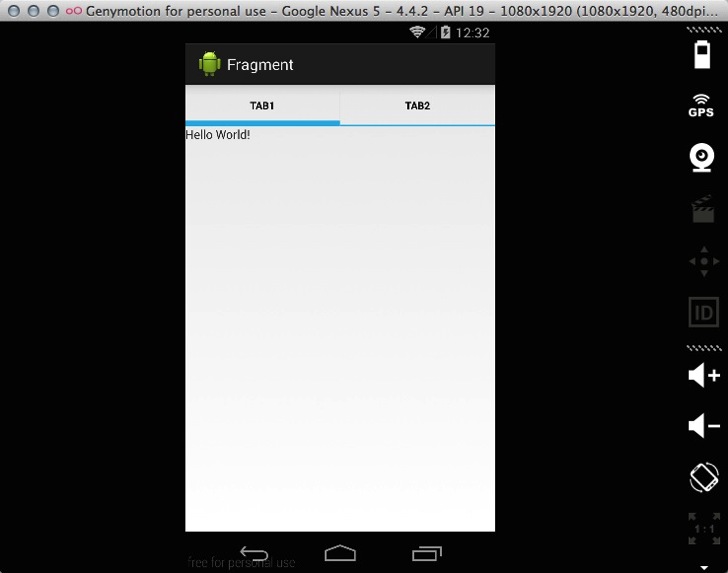 Genymotion for personal use - Google Nexus 5 - 4.4.2 - API 19 - 1080x1920 (1080x1920, 480dpi...
12:32
Fragment
GPS
TAB1 TAB2
Hello World!
ID
1:1
free for personal use